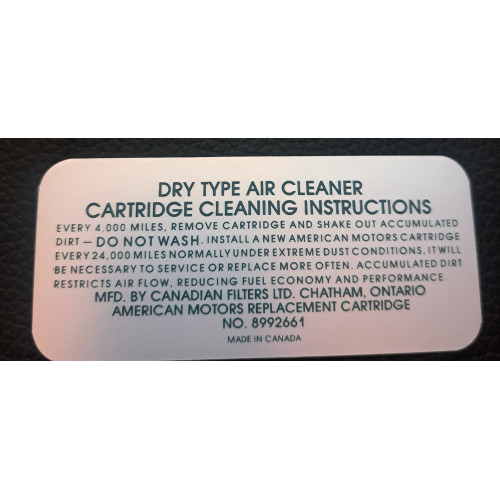 DRY TYPE AIR CLEANER
CARTRIDGE CLEANING INSTRUCTIONS
EVERY 4,000 MILES, REMOVE CARTRIDGE AND SHAKE OUT ACCUMULATED
DIRT — DO NOT WASH. INSTALL A NEW AMERICAN MOTORS CARTRIDGE
EVERY 24,000 MILES NORMALLY UNDER EXTREME DUST CONDITIONS, IT WILL
BE NECESSARY TO SERVICE OR REPLACE MORE OFTEN. ACCUMULATED DIRT
RESTRICTS AIR FLOW, REDUCING FUEL ECONOMY AND PERFORMANCE.
MFD. BY CANADIAN FILTERS LTD. CHATHAM, ONTARIO
AMERICAN MOTORS REPLACEMENT CARTRIDGE
NO. 8992661
MADE IN CANADA